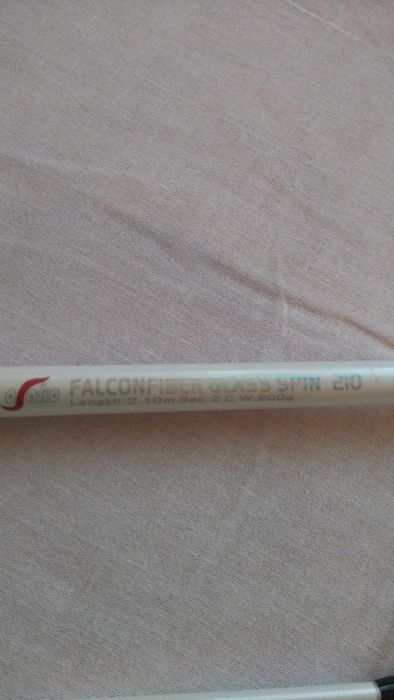 FALCONFIBER GLASS SPIN 210
Length:2.10m Sec.2 C.W.200g